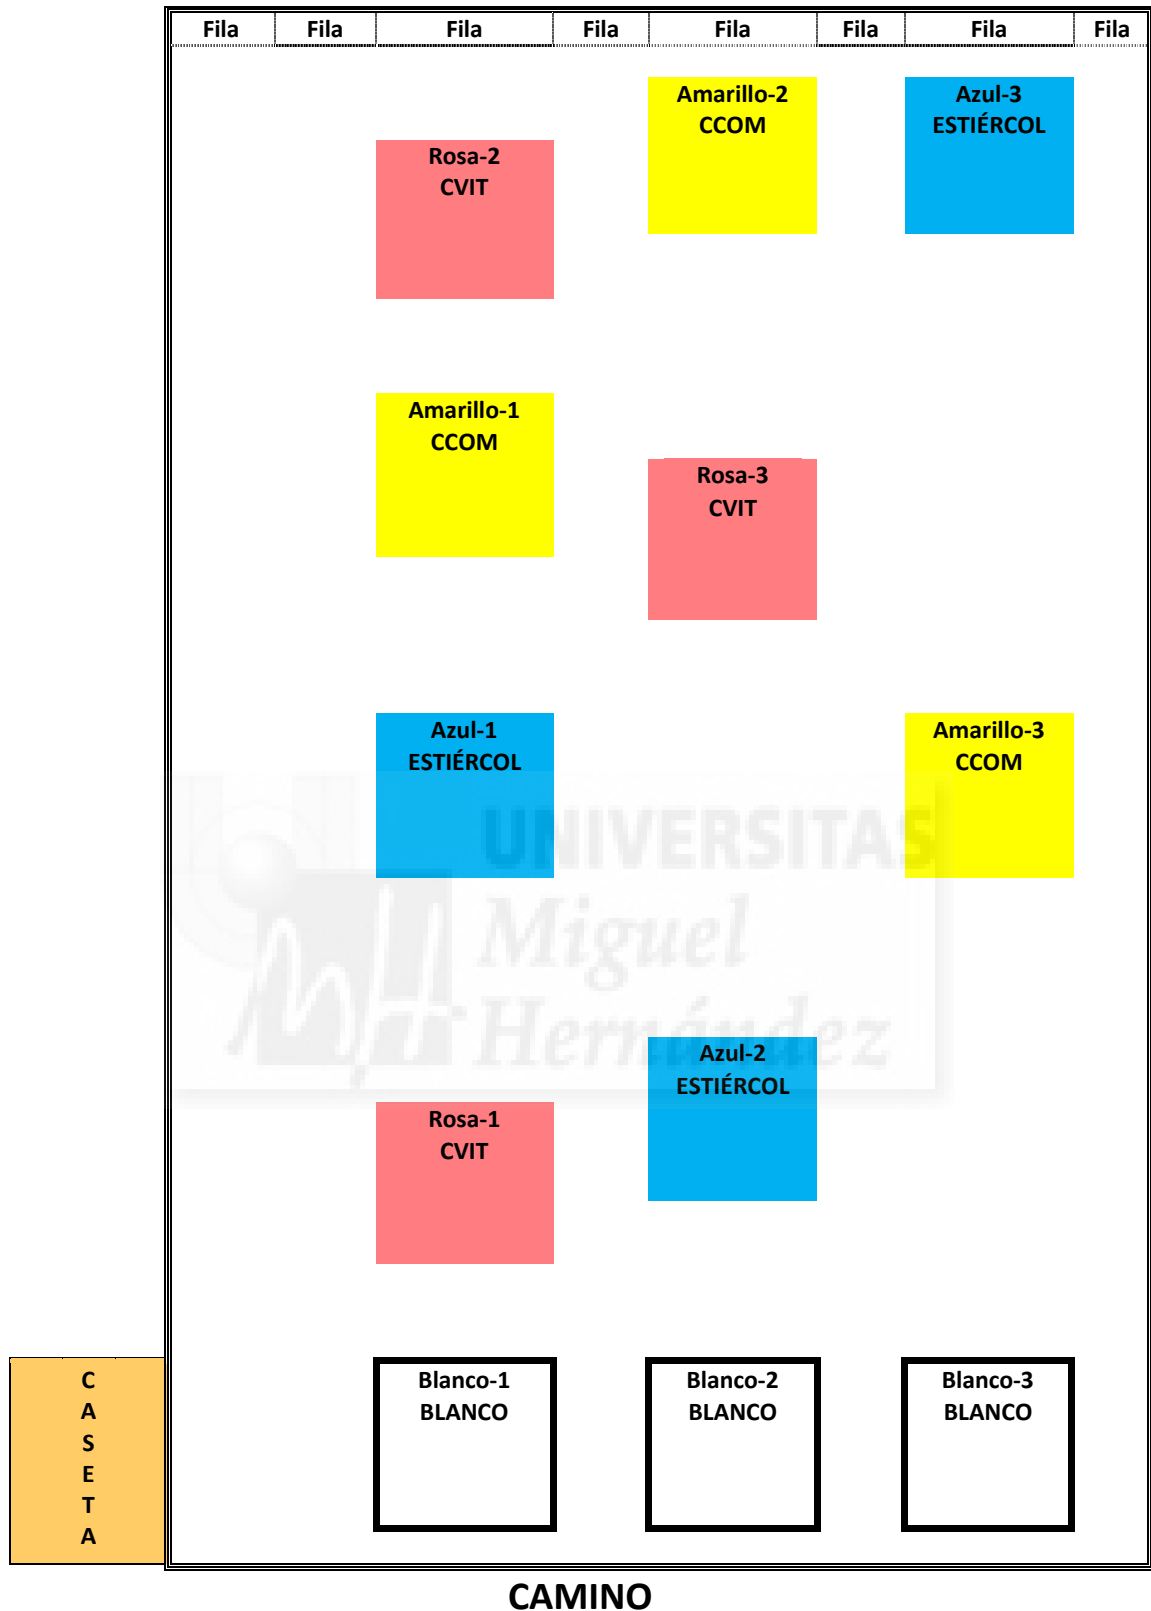 Fila Fila Fila Fila Fila Fila Fila Fila
Amarillo-2
CCOM
Azul-3
ESTIÉRCOL
Rosa-2
CVIT
Amarillo-1
CCOM
Rosa-3
CVIT
Azul-1
ESTIÉRCOL
Amarillo-3
CCOM
UNIVERSITAS
Miguel
Hernández
Azul-2
ESTIÉRCOL
Rosa-1
CVIT
Blanco-1
BLANCO
Blanco-2
BLANCO
Blanco-3
BLANCO
C
A
S
E
T
A
CAMINO